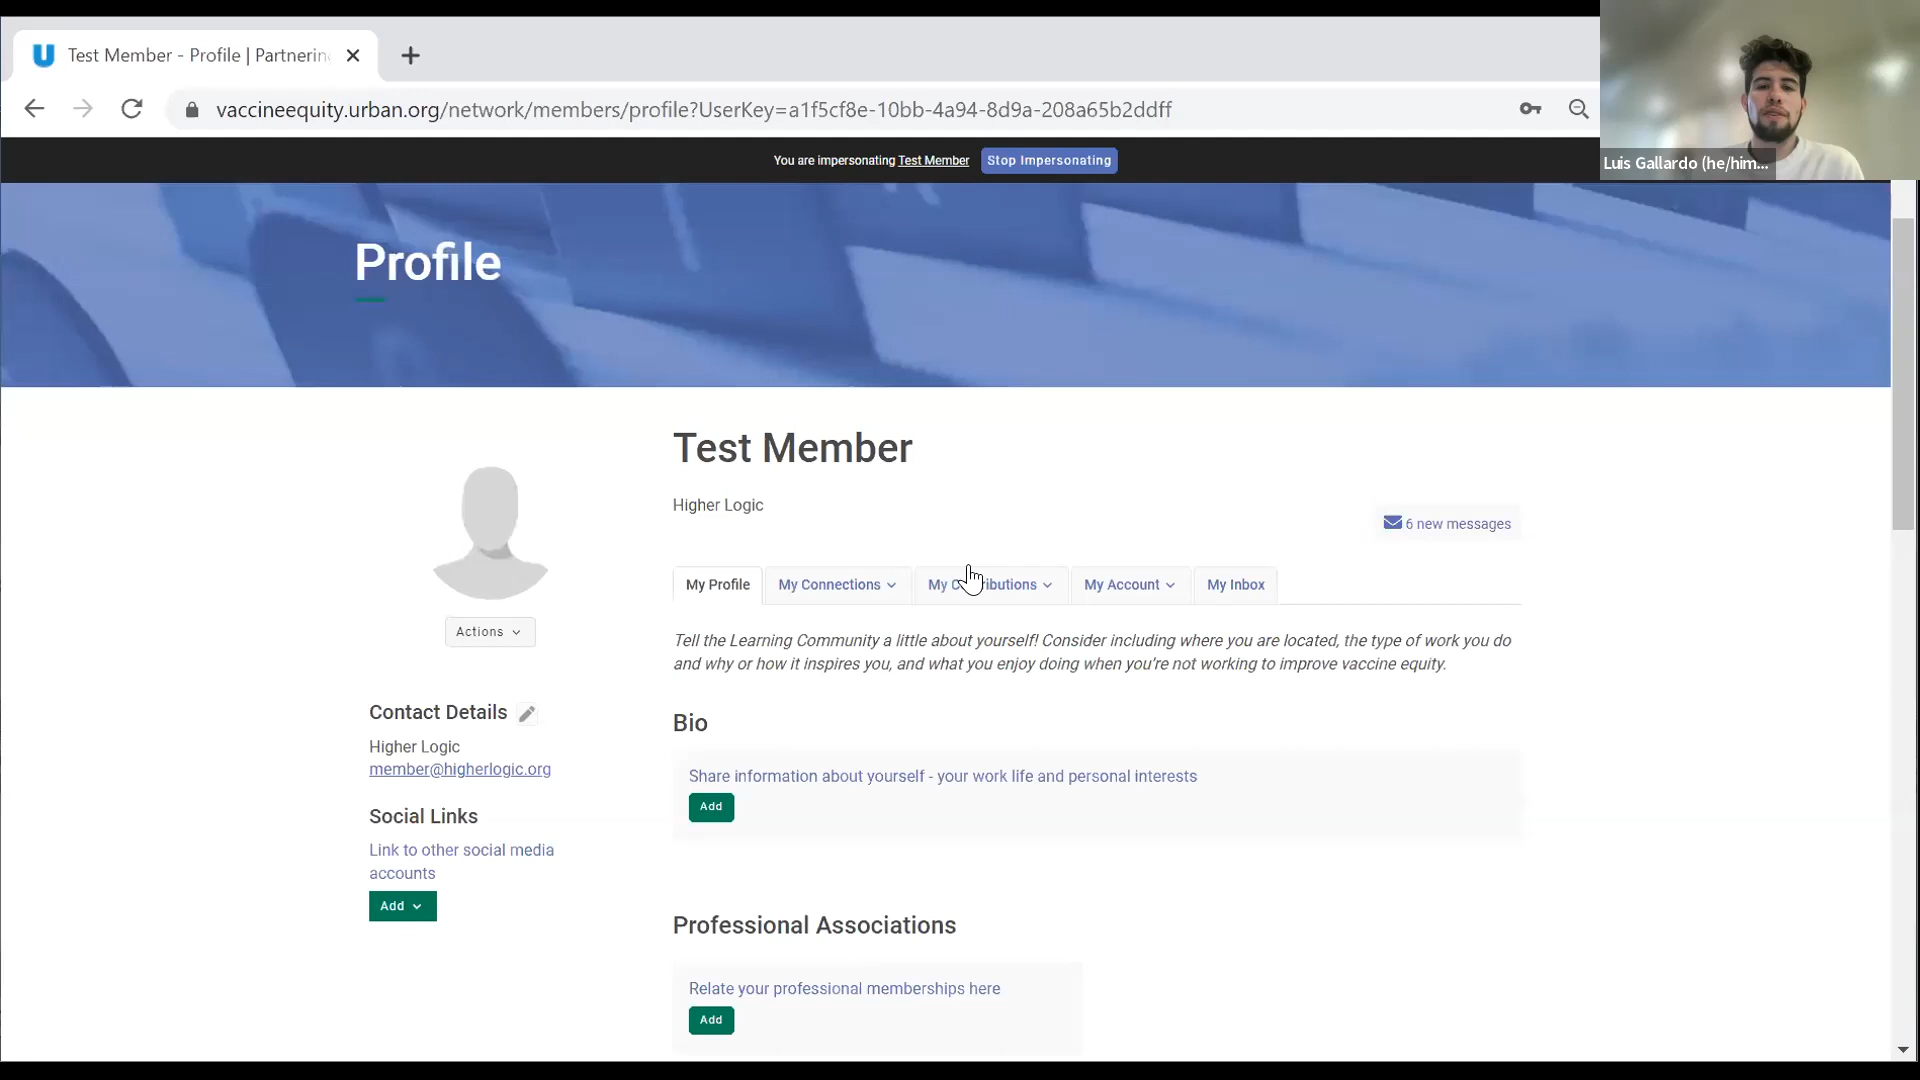 Test Member - Profile | Partnerin
vaccineequity.urban.org/network/members/profile?UserKey=a1f5cf8e-10bb-4a94-8d9a-208a65b2ddff
You are impersonating Test Member Stop Impersonating
Luis Gallardo (he/him...
Profile
Test Member
Higher Logic
6 new messages
My Profile My Connections My Account My Inbox
Actions
Tell the Learning Community a little about yourself! Consider including where you are located, the type of work you do
and why or how it inspires you, and what you enjoy doing when you're not working to improve vaccine equity.
Contact Details
Higher Logic
member@higherlogic.org
Social Links
Link to other social media
accounts
Add
Bio
Share information about yourself - your work life and personal interests
Add
Professional Associations
Relate your professional memberships here
Add